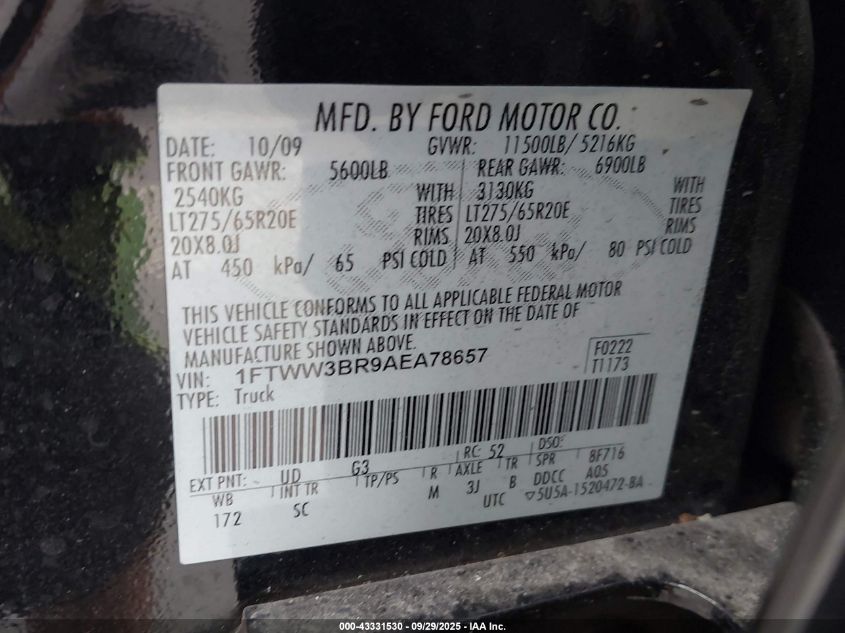 MFD. BY FORD MOTOR CO.
DATE: 10/09 GVWR: 11500LB/ 5216KG
FRONT GAWR: 5600LB REAR GAWR: 6900LB
2540KG WITH 3130KG WITH
LT275/65R20E TIRES LT275/65R20E TIRES
20X8.0J RIMS 20X8.0J RIMS
AT 450 kPa/ 65 PSI COLD AT 550 kPa/ 80 PSI COLD
THIS VEHICLE CONFORMS TO ALL APPLICABLE FEDERAL MOTOR
VEHICLE SAFETY STANDARDS IN EFFECT ON THE DATE OF
MANUFACTURE SHOWN ABOVE.
VIN: 1FTWW3BR9AEA78657 F0222
TYPE: Truck T1173
EXT PNT: UD G3 RC: 52 DSO:
WB INT TR TP/PS R AXLE TR SPR 8F716
172 SC M 3J B DDCC A05
UTC ▽5U5A-1520472-BA
000-43331530 - 09/29/2025 - IAA Inc.